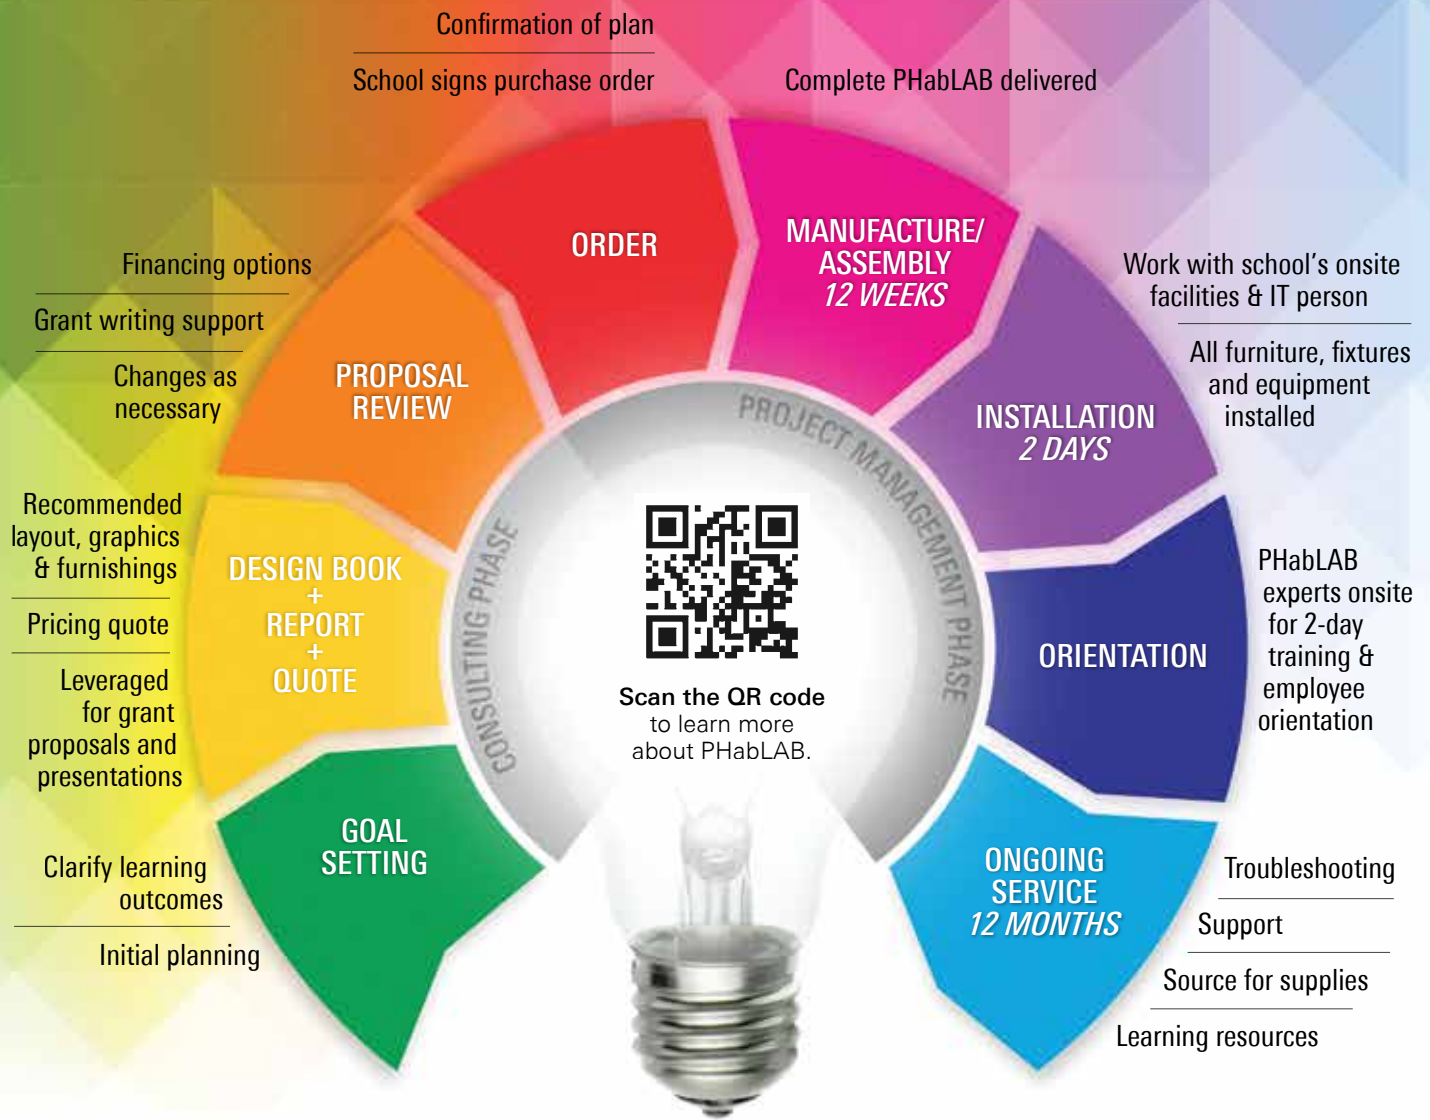 Confirmation of plan
School signs purchase order
Complete PHabLAB delivered
ORDER
MANUFACTURE/
ASSEMBLY
12 WEEKS
Financing options
Grant writing support
Changes as
necessary
PROPOSAL
REVIEW
Work with school’s onsite
facilities & IT person
All furniture, fixtures
and equipment
installed
INSTALLATION
2 DAYS
Recommended
layout, graphics
& furnishings
Pricing quote
Leveraged
for grant
proposals and
presentations
DESIGN BOOK
+
REPORT
+
QUOTE
CONSULTING PHASE
PROJECT MANAGEMENT PHASE
Scan the QR code
to learn more
about PHabLAB.
ORIENTATION
PHabLAB
experts onsite
for 2-day
training &
employee
orientation
Clarify learning
outcomes
Initial planning
GOAL
SETTING
ONGOING
SERVICE
12 MONTHS
Troubleshooting
Support
Source for supplies
Learning resources